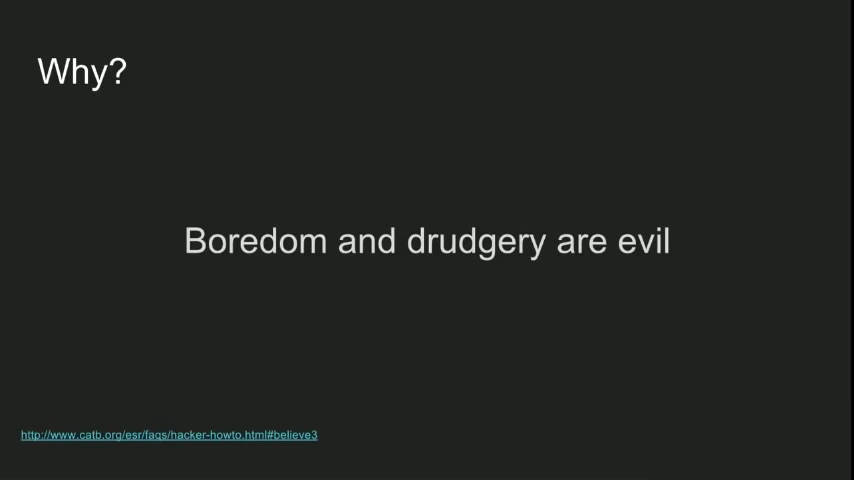 Why?
Boredom and drudgery are evil
http://www.catb.org/esr/faqs/hacker-howto.html#believe3